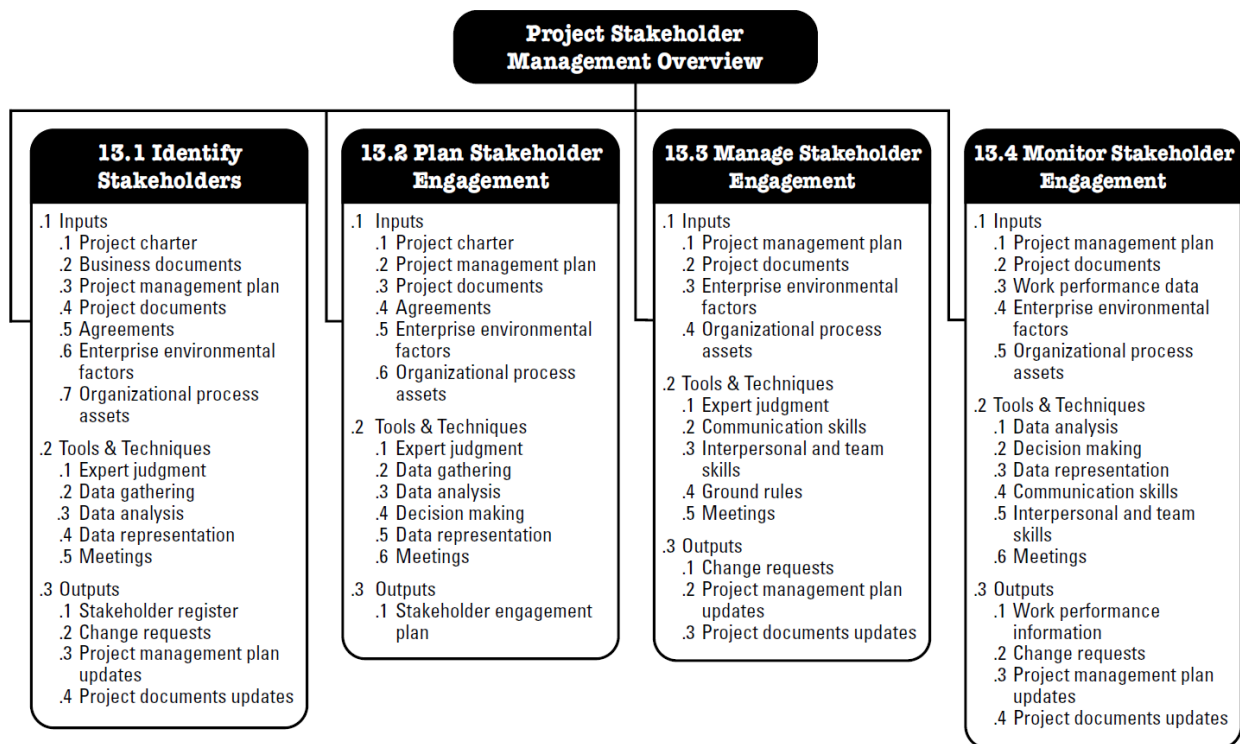 Project Stakeholder
Management Overview
13.1 Identify
Stakeholders
.1 Inputs
.1 Project charter
.2 Business documents
.3 Project management plan
.4 Project documents
.5 Agreements
.6 Enterprise environmental
factors
.7 Organizational process
assets
.2 Tools & Techniques
.1 Expert judgment
.2 Data gathering
.3 Data analysis
.4 Data representation
.5 Meetings
.3 Outputs
.1 Stakeholder register
.2 Change requests
.3 Project management plan
updates
.4 Project documents updates
13.2 Plan Stakeholder
Engagement
.1 Inputs
.1 Project charter
.2 Project management plan
.3 Project documents
.4 Agreements
.5 Enterprise environmental
factors
.6 Organizational process
assets
.2 Tools & Techniques
.1 Expert judgment
.2 Data gathering
.3 Data analysis
.4 Decision making
.5 Data representation
.6 Meetings
.3 Outputs
.1 Stakeholder engagement
plan
13.3 Manage Stakeholder
Engagement
.1 Inputs
.1 Project management plan
.2 Project documents
.3 Enterprise environmental
factors
.4 Organizational process
assets
.2 Tools & Techniques
.1 Expert judgment
.2 Communication skills
.3 Interpersonal and team
skills
.4 Ground rules
.5 Meetings
.3 Outputs
.1 Change requests
.2 Project management plan
updates
.3 Project documents updates
13.4 Monitor Stakeholder
Engagement
.1 Inputs
.1 Project management plan
.2 Project documents
.3 Work performance data
.4 Enterprise environmental
factors
.5 Organizational process
assets
.2 Tools & Techniques
.1 Data analysis
.2 Decision making
.3 Data representation
.4 Communication skills
.5 Interpersonal and team
skills
.6 Meetings
.3 Outputs
.1 Work performance
information
.2 Change requests
.3 Project management plan
updates
.4 Project documents updates